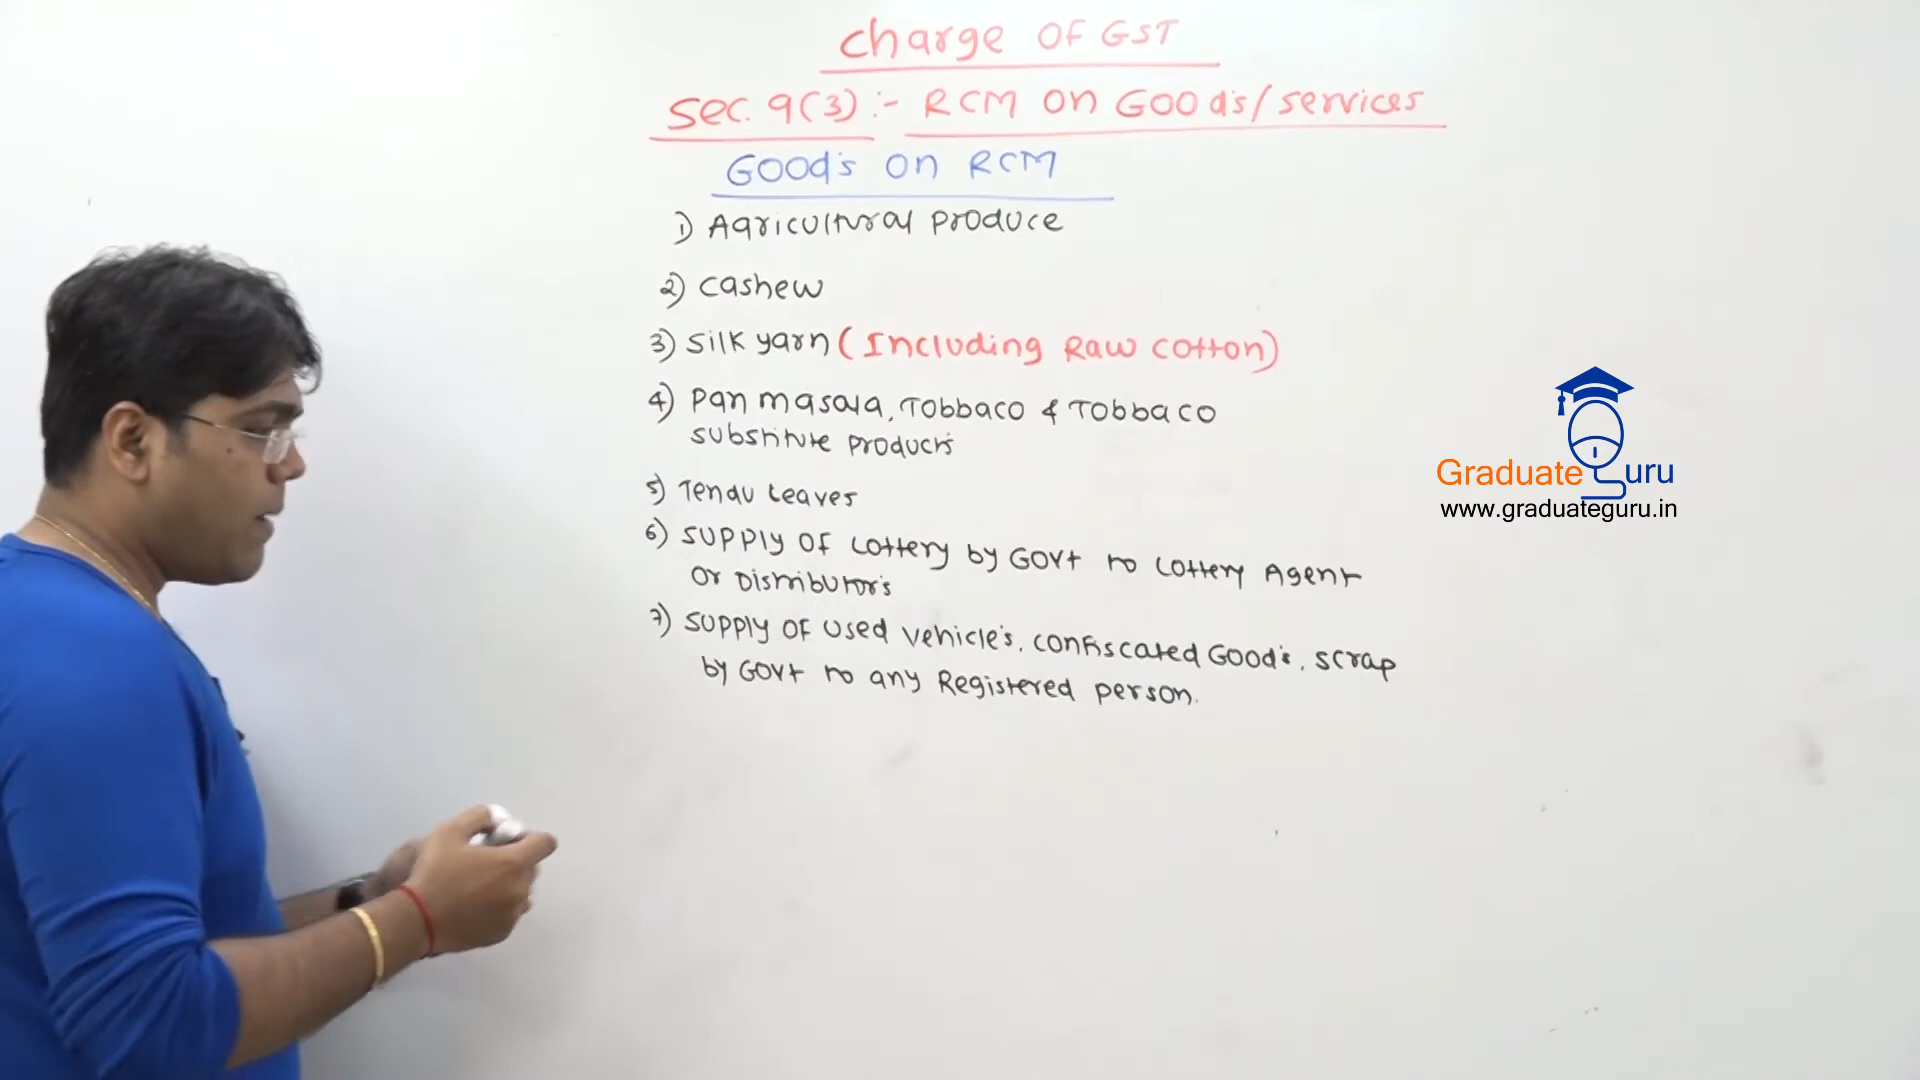 Charge OF GST
Sec. 9(3) :- RCM on Goods/services
Good's on RCM
1) Agricultural produce
2) Cashew
3) Silk yarn (Including Raw Cotton)
4) Pan masala, Tobbaco & Tobbaco
substitute products
5) Tendu Leaves
6) Supply of Lottery by Govt to Lottery Agent
or Distributor's
7) Supply of used vehicle's, confiscated Good's, scrap
by Govt to any Registered person.
Graduate Guru
www.graduateguru.in